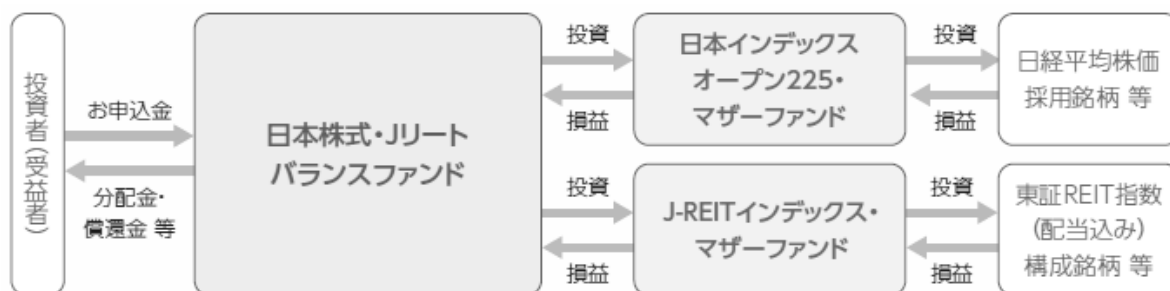 投資者(受益者)
お申込金
分配金・
償還金 等
日本株式・Jリート
バランスファンド
投資
損益
日本インデックス
オープン225・
マザーファンド
投資
損益
日経平均株価
採用銘柄 等
投資
損益
J-REITインデックス・
マザーファンド
投資
損益
東証REIT指数
(配当込み)
構成銘柄 等